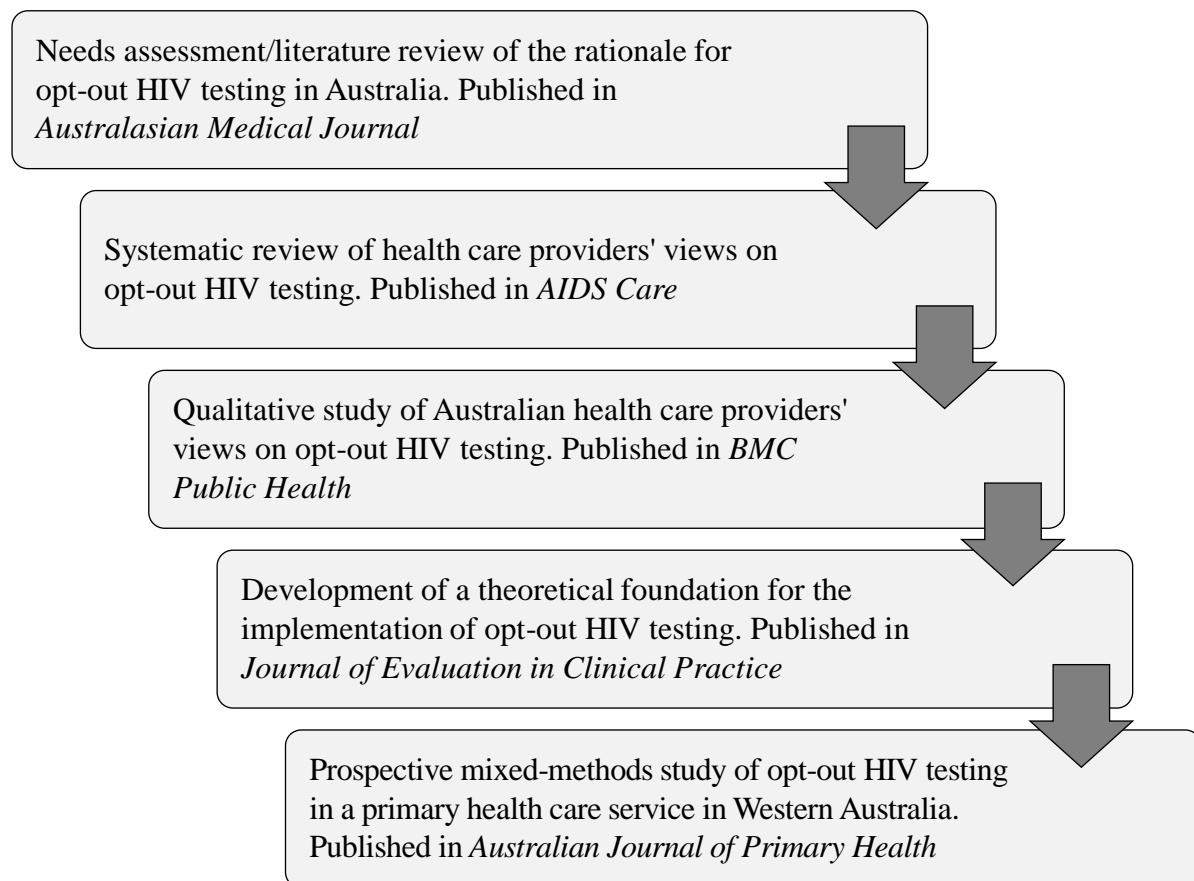 Needs assessment/literature review of the rationale for
opt-out HIV testing in Australia. Published in
Australasian Medical Journal
Systematic review of health care providers' views on
opt-out HIV testing. Published in AIDS Care
Qualitative study of Australian health care providers'
views on opt-out HIV testing. Published in BMC
Public Health
Development of a theoretical foundation for the
implementation of opt-out HIV testing. Published in
Journal of Evaluation in Clinical Practice
Prospective mixed-methods study of opt-out HIV testing
in a primary health care service in Western Australia.
Published in Australian Journal of Primary Health